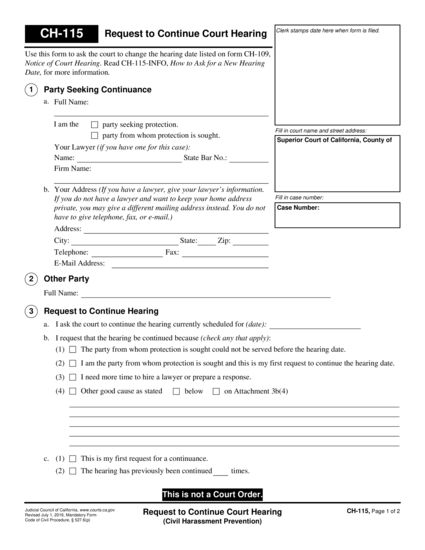 CH-115 Request to Continue Court Hearing
Clerk stamps date here when form is filed.
Use this form to ask the court to change the hearing date listed on form CH-109,
Notice of Court Hearing. Read CH-115-INFO, How to Ask for a New Hearing
Date, for more information.
1 Party Seeking Continuance
a. Full Name:
I am the party seeking protection.
party from whom protection is sought.
Your Lawyer (if you have one for this case):
Name: State Bar No.:
Firm Name:
Fill in court name and street address:
Superior Court of California, County of
b. Your Address (If you have a lawyer, give your lawyer's information.
If you do not have a lawyer and want to keep your home address
private, you may give a different mailing address instead. You do not
have to give telephone, fax, or e-mail.)
Fill in case number:
Case Number:
Address:
City: State: Zip:
Telephone: Fax:
E-Mail Address:
2 Other Party
Full Name:
3 Request to Continue Hearing
a. I ask the court to continue the hearing currently scheduled for (date):
b. I request that the hearing be continued because (check any that apply):
(1) The party from whom protection is sought could not be served before the hearing date.
(2) I am the party from whom protection is sought and this is my first request to continue the hearing date.
(3) I need more time to hire a lawyer or prepare a response.
(4) Other good cause as stated below on Attachment 3b(4)
c. (1) This is my first request for a continuance.
(2) The hearing has previously been continued times.
This is not a Court Order.
Judicial Council of California, www.courts.ca.gov
Revised July 1, 2016, Mandatory Form
Code of Civil Procedure, § 527.6(p)
Request to Continue Court Hearing
(Civil Harassment Prevention)
CH-115, Page 1 of 2